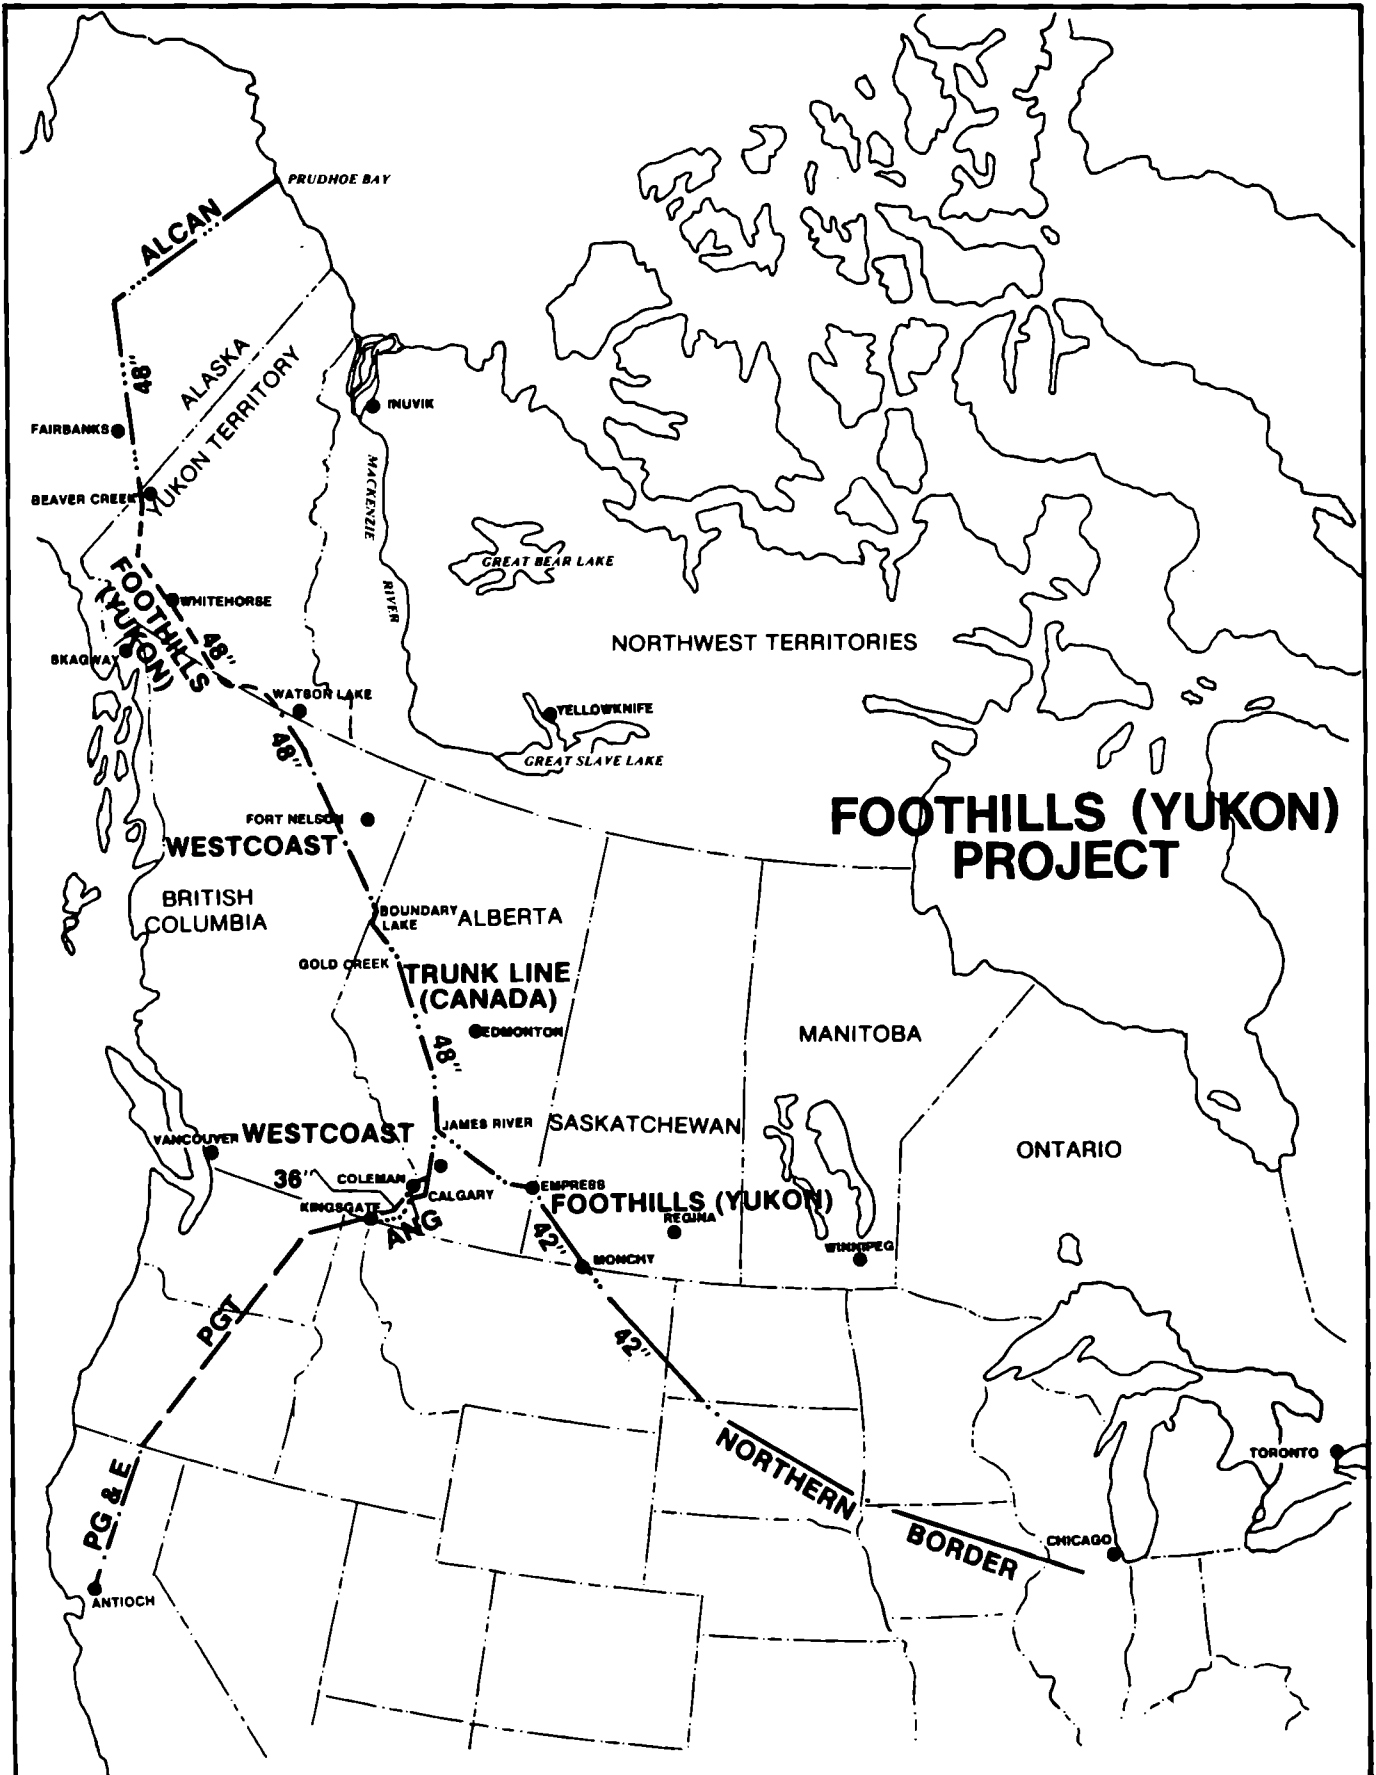 PRUDHOE BAY
ALCAN
48"
ALASKA
YUKON TERRITORY
FAIRBANKS
INUVIK
BEAVER CREEK
MACKENZIE
RIVER
GREAT BEAR LAKE
FOOTHILLS
(YUKON)
48"
WHITEHORSE
SKAGWAY
NORTHWEST TERRITORIES
WATSON LAKE
YELLOWKNIFE
48"
GREAT SLAVE LAKE
FOOTHILLS (YUKON)
PROJECT
FORT NELSON
WESTCOAST
BRITISH
COLUMBIA
BOUNDARY
LAKE
ALBERTA
GOLD CREEK
TRUNK LINE
(CANADA)
EDMONTON
MANITOBA
48"
JAMES RIVER
SASKATCHEWAN
VANCOUVER
WESTCOAST
ONTARIO
36"
COLEMAN
CALGARY
EMPRESS
KINGSGATE
ANG
FOOTHILLS (YUKON)
REGINA
42"
WINNIPEG
MONCHY
PGT
42"
NORTHERN
BORDER
TORONTO
PG & E
CHICAGO
ANTIOCH